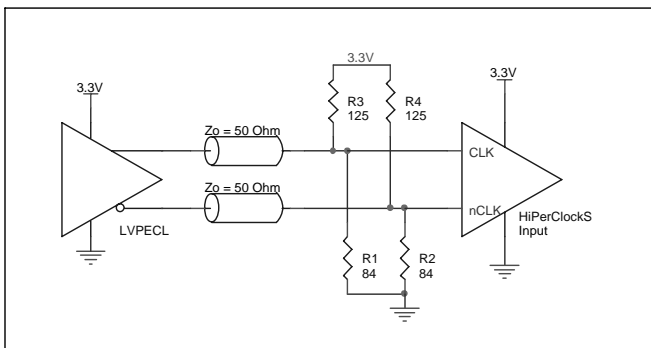 3.3V
3.3V
3.3V
R3
125
R4
125
Zo = 50 Ohm
CLK
Zo = 50 Ohm
nCLK
HiPerClockS
Input
LVPECL
R1
84
R2
84